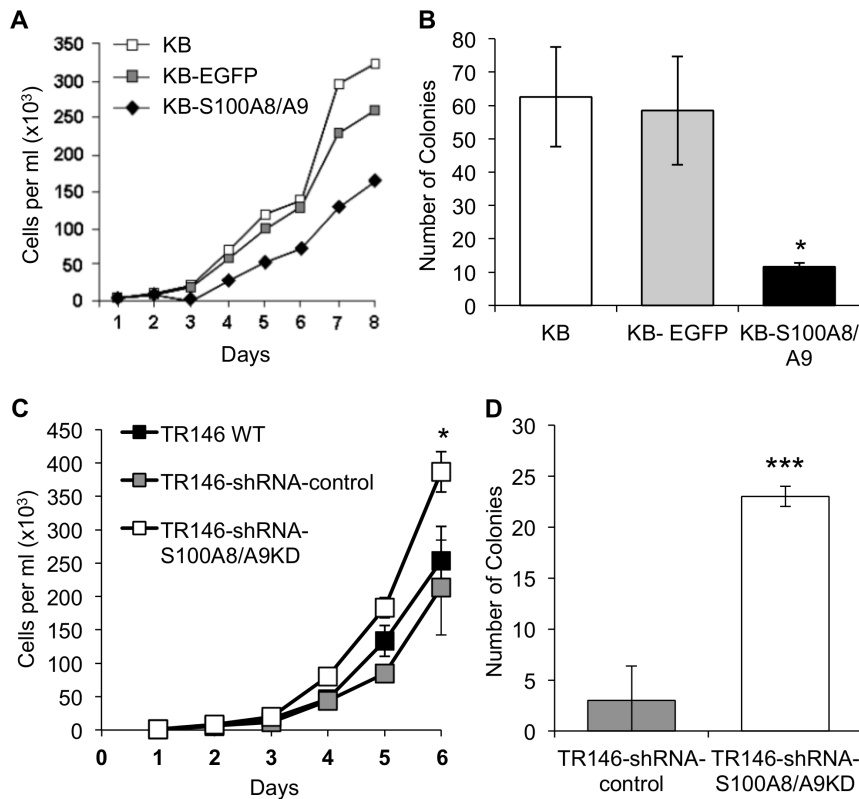 A
KB
KB-EGFP
KB-S100A8/A9
Cells per ml (x10³)
350
300
250
200
150
100
50
0
1 2 3 4 5 6 7 8
Days
B
Number of Colonies
80
70
60
50
40
30
20
10
0
*
KB KB- EGFP KB-S100A8/
A9
C
TR146 WT
TR146-shRNA-control
TR146-shRNA-
S100A8/A9KD
Cells per ml (x10³)
450
400
350
300
250
200
150
100
50
0
*
0 1 2 3 4 5 6
Days
D
Number of Colonies
30
25
20
15
10
5
0
***
TR146-shRNA-
control
TR146-shRNA-
S100A8/A9KD